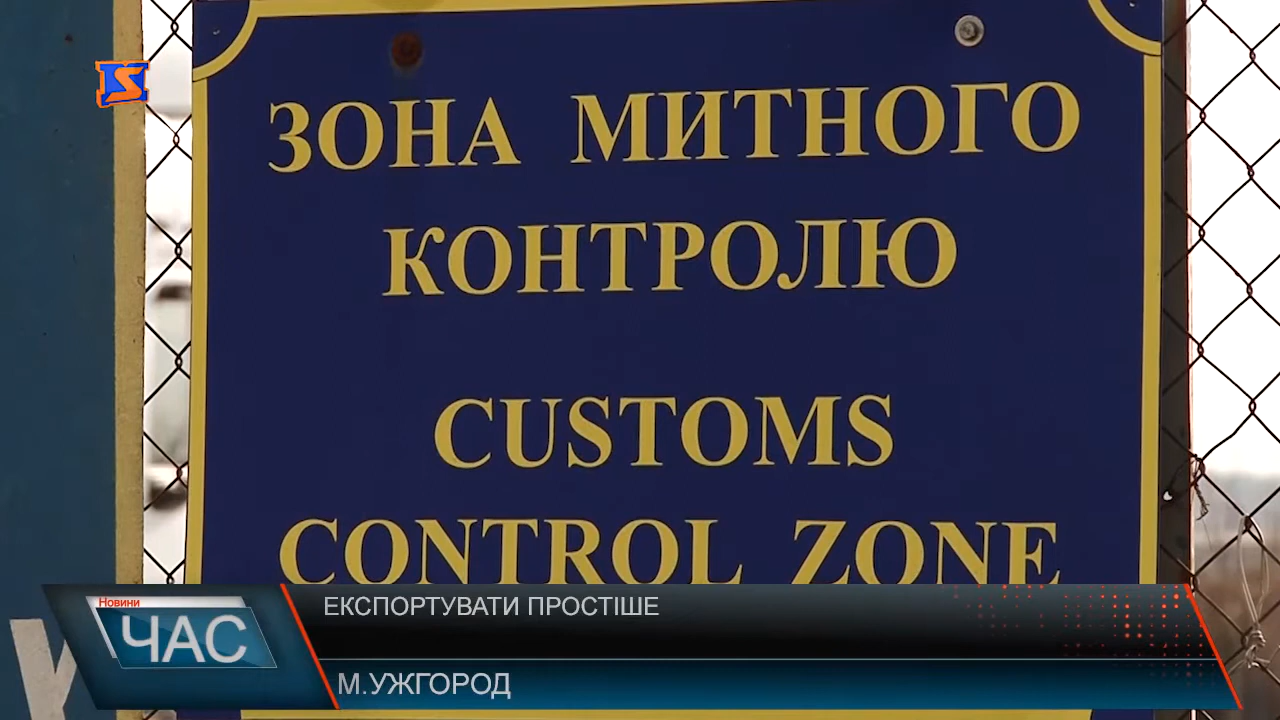 ЗОНА МИТНОГО
КОНТРОЛЮ
CUSTOMS
CONTROL ZONE
Новини
ЧАС
ЕКСПОРТУВАТИ ПРОСТІШЕ
М.УЖГОРОД